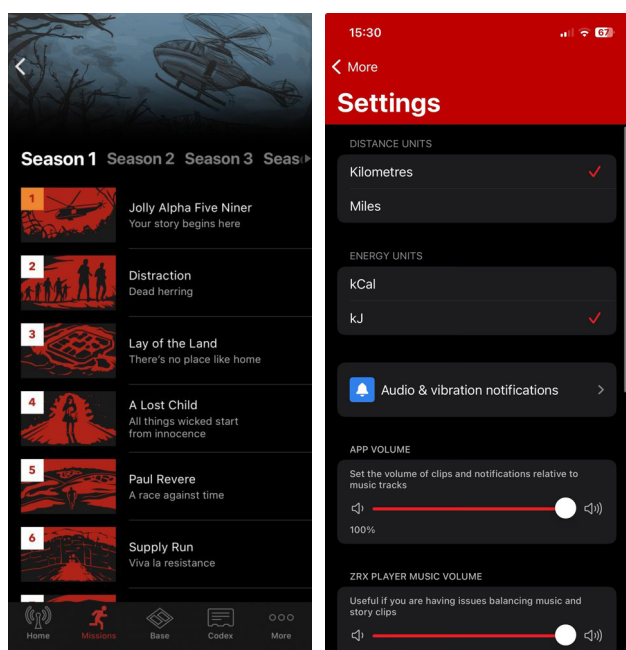 Season 1 Season 2 Season 3 Seas
1
Jolly Alpha Five Niner
Your story begins here
2
Distraction
Dead herring
3
Lay of the Land
There's no place like home
4
A Lost Child
All things wicked start
from innocence
5
Paul Revere
A race against time
6
Supply Run
Viva la resistance
Home Missions Base Codex More
15:30
67
More
Settings
DISTANCE UNITS
Kilometres
Miles
ENERGY UNITS
kCal
kJ
Audio & vibration notifications
APP VOLUME
Set the volume of clips and notifications relative to
music tracks
100%
ZRX PLAYER MUSIC VOLUME
Useful if you are having issues balancing music and
story clips